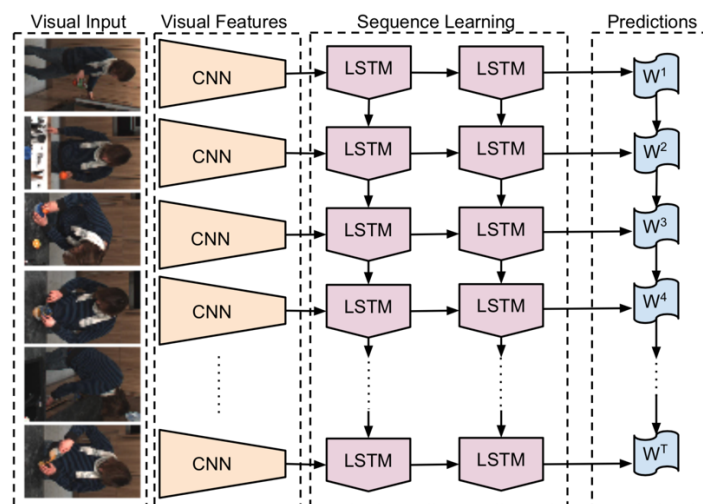 Visual Input Visual Features Sequence Learning Predictions
CNN LSTM LSTM W¹
CNN LSTM LSTM W²
CNN LSTM LSTM W³
CNN LSTM LSTM W⁴
CNN LSTM LSTM Wᵀ